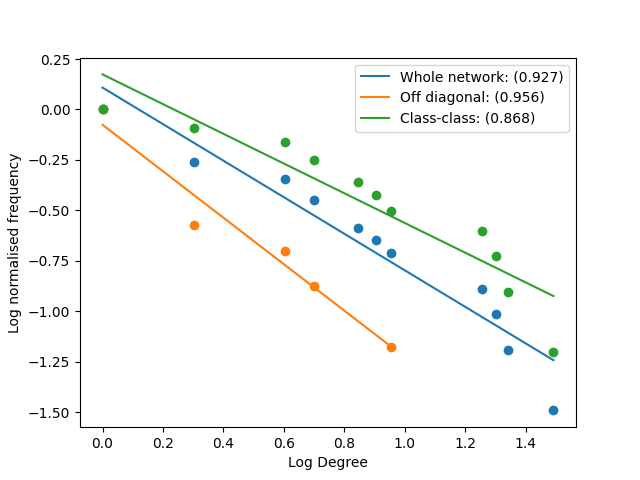 Whole network: (0.927)
Off diagonal: (0.956)
Class-class: (0.868)
Log normalised frequency
0.25
0.00
−0.25
−0.50
−0.75
−1.00
−1.25
−1.50
0.0 0.2 0.4 0.6 0.8 1.0 1.2 1.4
Log Degree